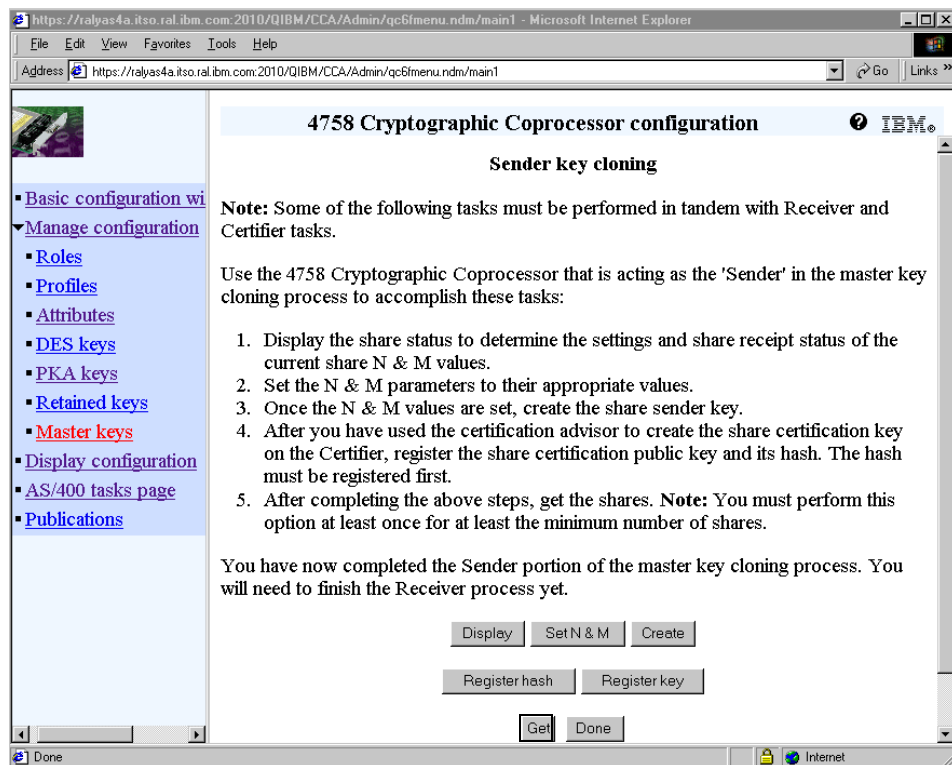 https://ralyas4a.itso.ral.ibm.com:2010/QIBM/CCA/Admin/qc6fmenu.ndm/main1 - Microsoft Internet Explorer
File Edit View Favorites Tools Help
Address https://ralyas4a.itso.ral.ibm.com:2010/QIBM/CCA/Admin/qc6fmenu.ndm/main1 Go Links »
Basic configuration wi
Manage configuration
Roles
Profiles
Attributes
DES keys
PKA keys
Retained keys
Master keys
Display configuration
AS/400 tasks page
Publications
4758 Cryptographic Coprocessor configuration
IBM®
Sender key cloning
Note: Some of the following tasks must be performed in tandem with Receiver and
Certifier tasks.
Use the 4758 Cryptographic Coprocessor that is acting as the 'Sender' in the master key
cloning process to accomplish these tasks:
1. Display the share status to determine the settings and share receipt status of the
current share N & M values.
2. Set the N & M parameters to their appropriate values.
3. Once the N & M values are set, create the share sender key.
4. After you have used the certification advisor to create the share certification key
on the Certifier, register the share certification public key and its hash. The hash
must be registered first.
5. After completing the above steps, get the shares. Note: You must perform this
option at least once for at least the minimum number of shares.
You have now completed the Sender portion of the master key cloning process. You
will need to finish the Receiver process yet.
Display Set N & M Create
Register hash Register key
Get Done
Done Internet